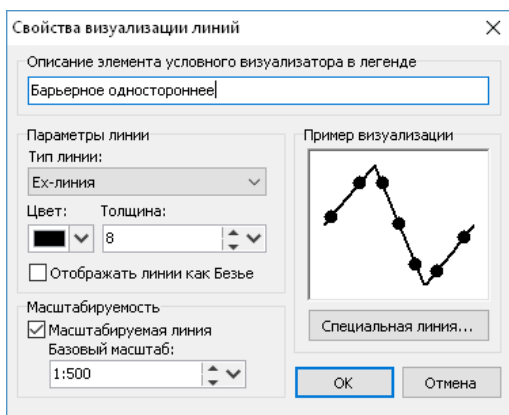 Свойства визуализации линий
Описание элемента условного визуализатора в легенде
Барьерное одностороннее
Параметры линии
Тип линии:
Ex-линия
Цвет: Толщина:
8
Отображать линии как Безье
Масштабируемость
Масштабируемая линия
Базовый масштаб:
1:500
Пример визуализации
Специальная линия...
OK Отмена